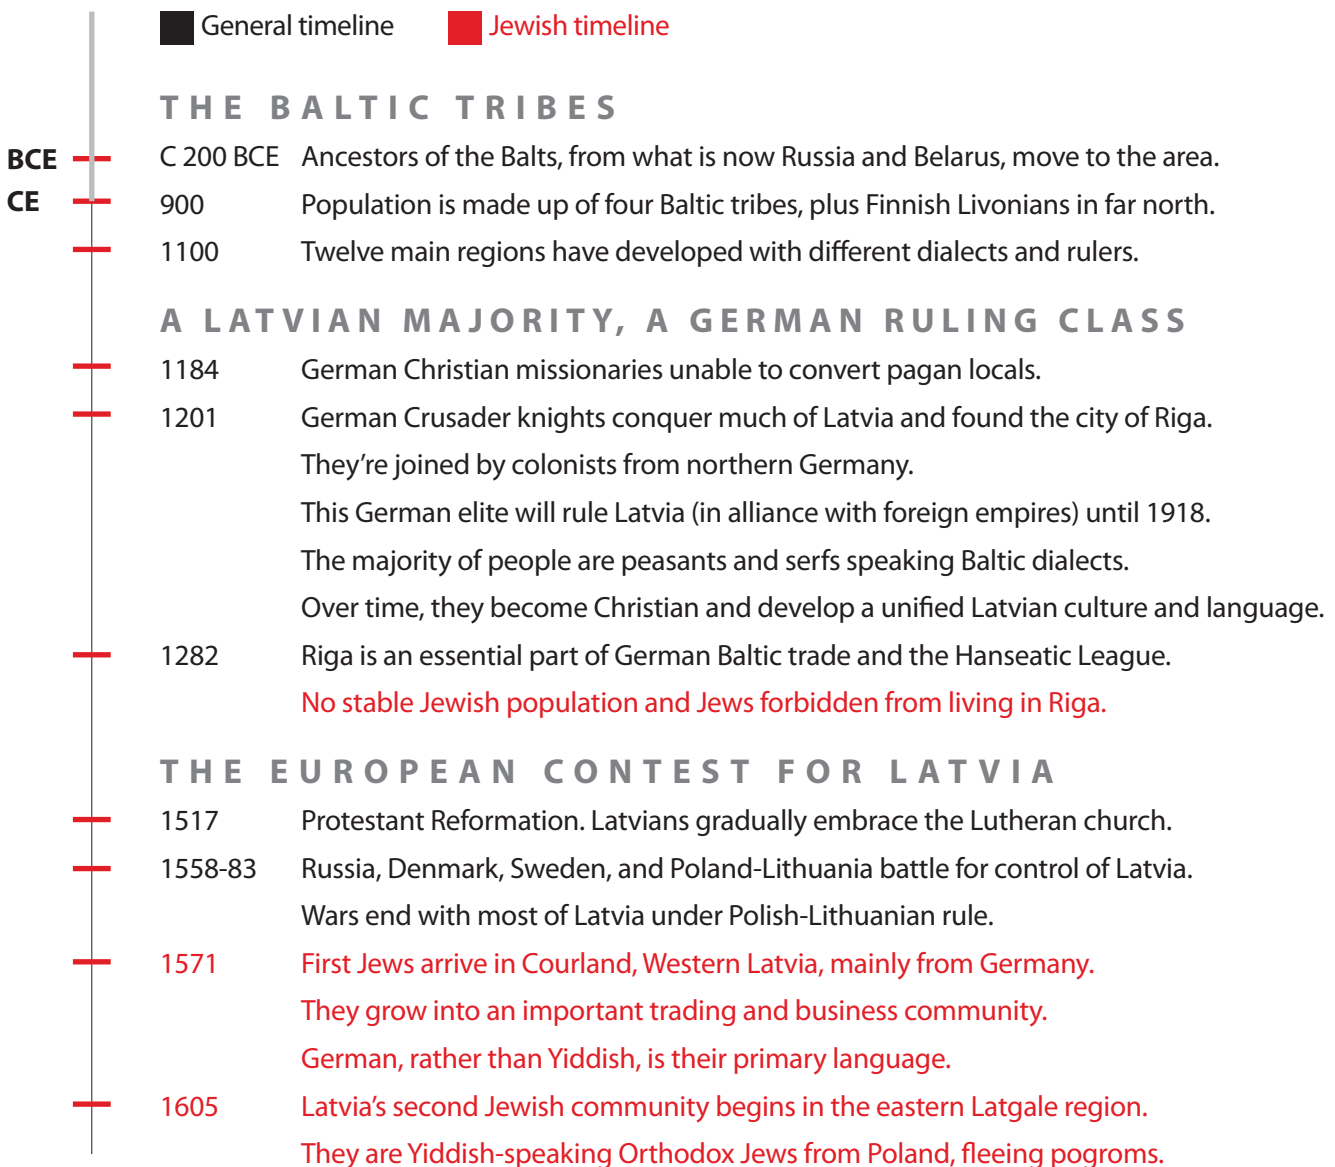 General timeline Jewish timeline
THE BALTIC TRIBES
BCE C 200 BCE Ancestors of the Balts, from what is now Russia and Belarus, move to the area.
CE 900 Population is made up of four Baltic tribes, plus Finnish Livonians in far north.
1100 Twelve main regions have developed with different dialects and rulers.
A LATVIAN MAJORITY, A GERMAN RULING CLASS
1184 German Christian missionaries unable to convert pagan locals.
1201 German Crusader knights conquer much of Latvia and found the city of Riga.
They’re joined by colonists from northern Germany.
This German elite will rule Latvia (in alliance with foreign empires) until 1918.
The majority of people are peasants and serfs speaking Baltic dialects.
Over time, they become Christian and develop a unified Latvian culture and language.
1282 Riga is an essential part of German Baltic trade and the Hanseatic League.
No stable Jewish population and Jews forbidden from living in Riga.
THE EUROPEAN CONTEST FOR LATVIA
1517 Protestant Reformation. Latvians gradually embrace the Lutheran church.
1558-83 Russia, Denmark, Sweden, and Poland-Lithuania battle for control of Latvia.
Wars end with most of Latvia under Polish-Lithuanian rule.
1571 First Jews arrive in Courland, Western Latvia, mainly from Germany.
They grow into an important trading and business community.
German, rather than Yiddish, is their primary language.
1605 Latvia’s second Jewish community begins in the eastern Latgale region.
They are Yiddish-speaking Orthodox Jews from Poland, fleeing pogroms.